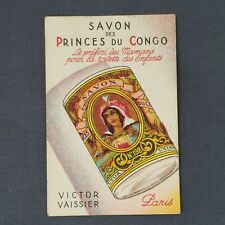 SAVON
DES
PRINCES DU CONGO
Le préféré des Mamans
pour la toilette des Enfants
SAVON
VICTOR
VAISSIER
Paris